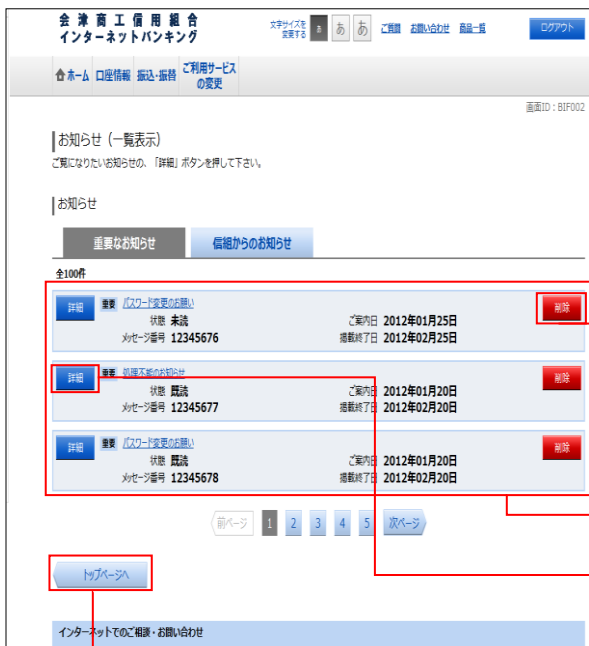 会津商工信用組合
インターネットバンキング
文字サイズを
変更する
あ あ あ
ご質問 お問い合わせ 商品一覧
ログアウト
ホーム 口座情報 振込・振替 ご利用サービス
の変更
画面ID：BIF002
お知らせ（一覧表示）
ご覧になりたいお知らせの、「詳細」ボタンを押して下さい。
お知らせ
重要なお知らせ 信組からのお知らせ
全100件
詳細 重要 パスワード変更のお願い 削除
状態 未読 ご案内日 2012年01月25日
メッセージ番号 12345676 掲載終了日 2012年02月25日
詳細 重要 処理不能のお知らせ 削除
状態 既読 ご案内日 2012年01月20日
メッセージ番号 12345677 掲載終了日 2012年02月20日
詳細 重要 パスワード変更のお願い 削除
状態 既読 ご案内日 2012年01月20日
メッセージ番号 12345678 掲載終了日 2012年02月20日
前ページ 1 2 3 4 5 次ページ
トップページへ
インターネットでのご相談・お問い合わせ